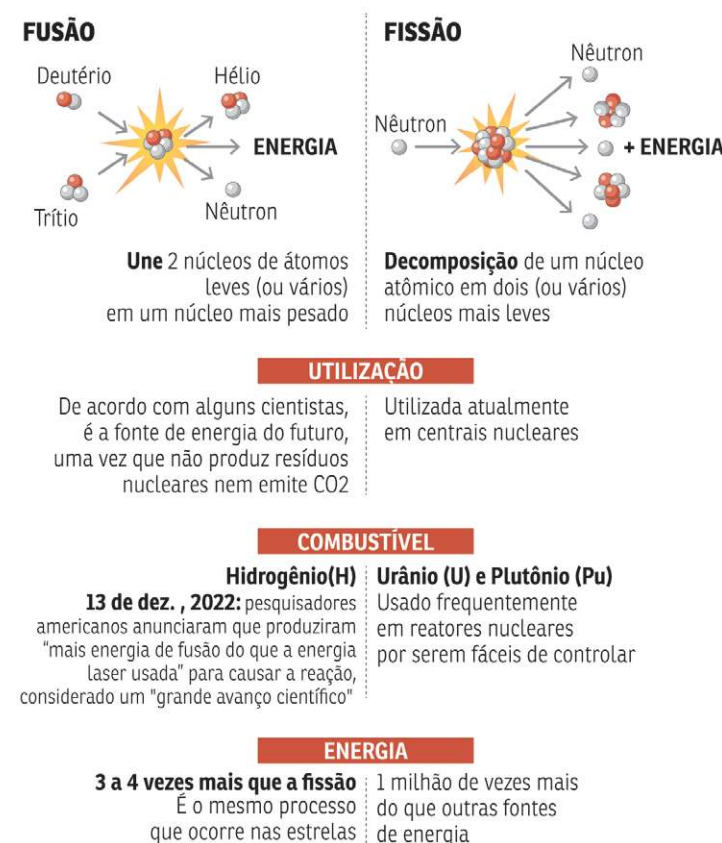 FUSÃO
Deutério
Hélio
ENERGIA
Trítio
Nêutron
Une 2 núcleos de átomos
leves (ou vários)
em um núcleo mais pesado
FISSÃO
Nêutron
Nêutron
+ ENERGIA
Decomposição de um núcleo
atômico em dois (ou vários)
núcleos mais leves
UTILIZAÇÃO
De acordo com alguns cientistas,
é a fonte de energia do futuro,
uma vez que não produz resíduos
nucleares nem emite CO2
Utilizada atualmente
em centrais nucleares
COMBUSTÍVEL
Hidrogênio(H)
13 de dez. , 2022: pesquisadores
americanos anunciaram que produziram
“mais energia de fusão do que a energia
laser usada” para causar a reação,
considerado um "grande avanço científico"
Urânio (U) e Plutônio (Pu)
Usado frequentemente
em reatores nucleares
por serem fáceis de controlar
ENERGIA
3 a 4 vezes mais que a fissão
É o mesmo processo
que ocorre nas estrelas
1 milhão de vezes mais
do que outras fontes
de energia